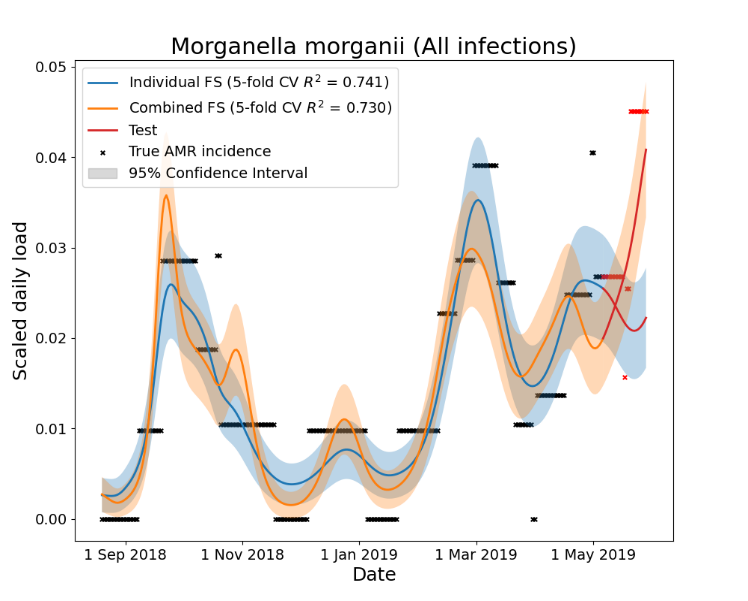 Morganella morganii (All infections)
Individual FS (5-fold CV R² = 0.741)
Combined FS (5-fold CV R² = 0.730)
Test
True AMR incidence
95% Confidence Interval
0.05
0.04
0.03
0.02
0.01
0.00
Scaled daily load
1 Sep 2018 1 Nov 2018 1 Jan 2019 1 Mar 2019 1 May 2019
Date